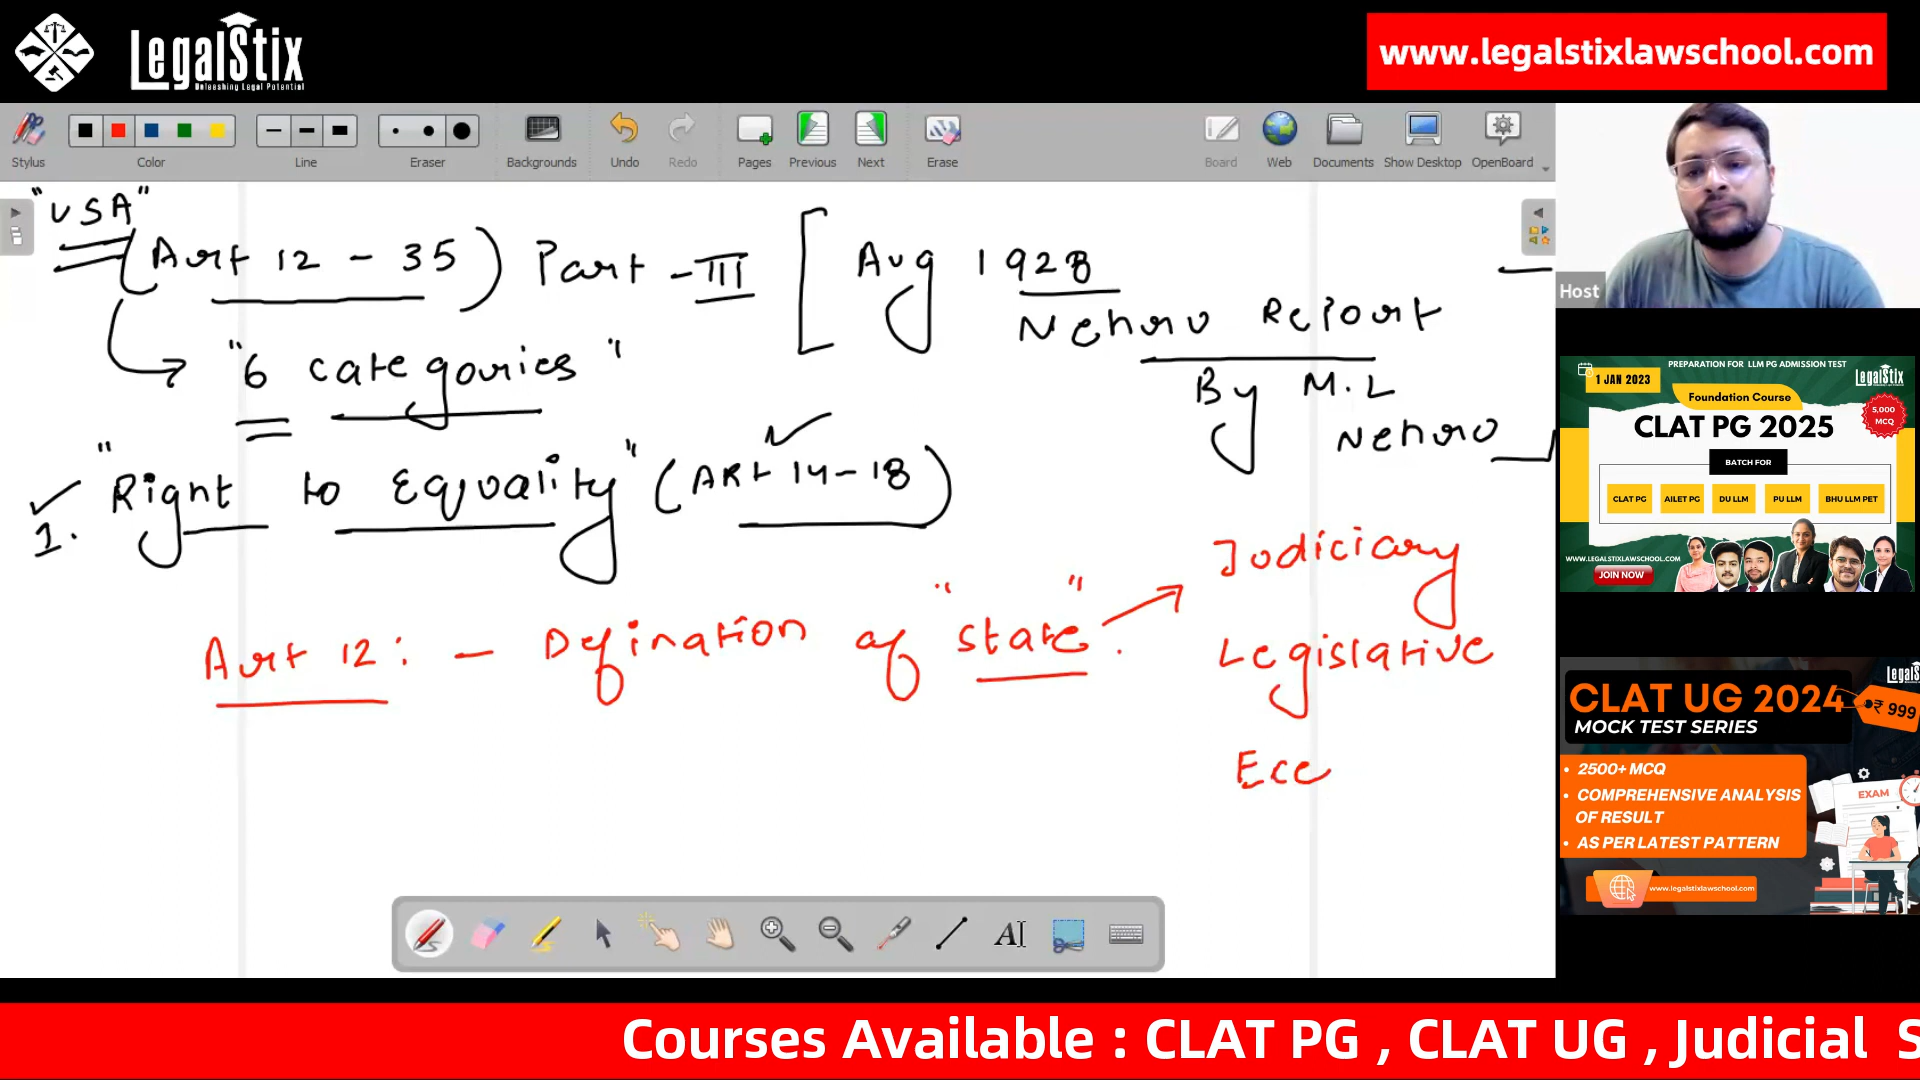 LegalStix
Unleashing Legal Potential
www.legalstixlawschool.com
Stylus
Color
Line
Eraser
Backgrounds
Undo
Redo
Pages
Previous
Next
Erase
Board
Web
Documents
Show Desktop
OpenBoard
"USA"
(Art 12 - 35) Part - III [ Aug 1928
Nehru Report
By M.L
Nehru ]
"6 categories"
1. "Right to Equality" (ART 14-18)
Art 12: - Defination of "State".
Judiciary
Legislative
Ece
Host
PREPARATION FOR LLM PG ADMISSION TEST
1 JAN 2023
LegalStix
Foundation Course
5,000
MCQ
CLAT PG 2025
BATCH FOR
CLAT PG
AILET PG
DU LLM
PU LLM
BHU LLM PET
WWW.LEGALSTIXLAWSCHOOL.COM
JOIN NOW
LegalS
CLAT UG 2024
₹ 999
MOCK TEST SERIES
• 2500+ MCQ
• COMPREHENSIVE ANALYSIS
OF RESULT
• AS PER LATEST PATTERN
EXAM
www.legalstixlawschool.com
AI
Courses Available : CLAT PG , CLAT UG , Judicial S